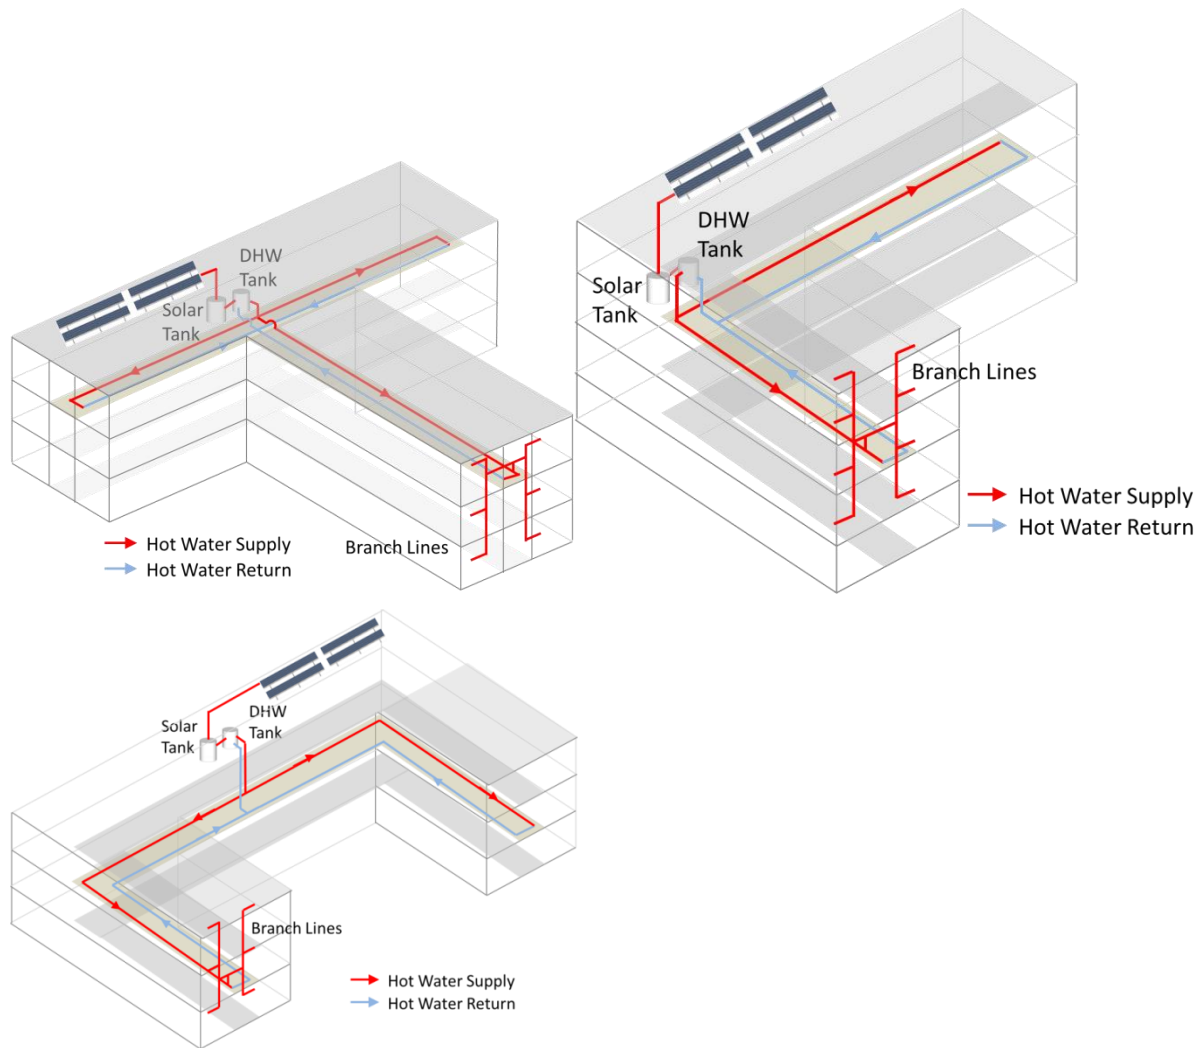 DHW
Tank
Solar
Tank
Branch Lines
Hot Water Supply
Hot Water Return
DHW
Tank
Solar
Tank
Branch Lines
Hot Water Supply
Hot Water Return
DHW
Tank
Solar
Tank
Branch Lines
Hot Water Supply
Hot Water Return